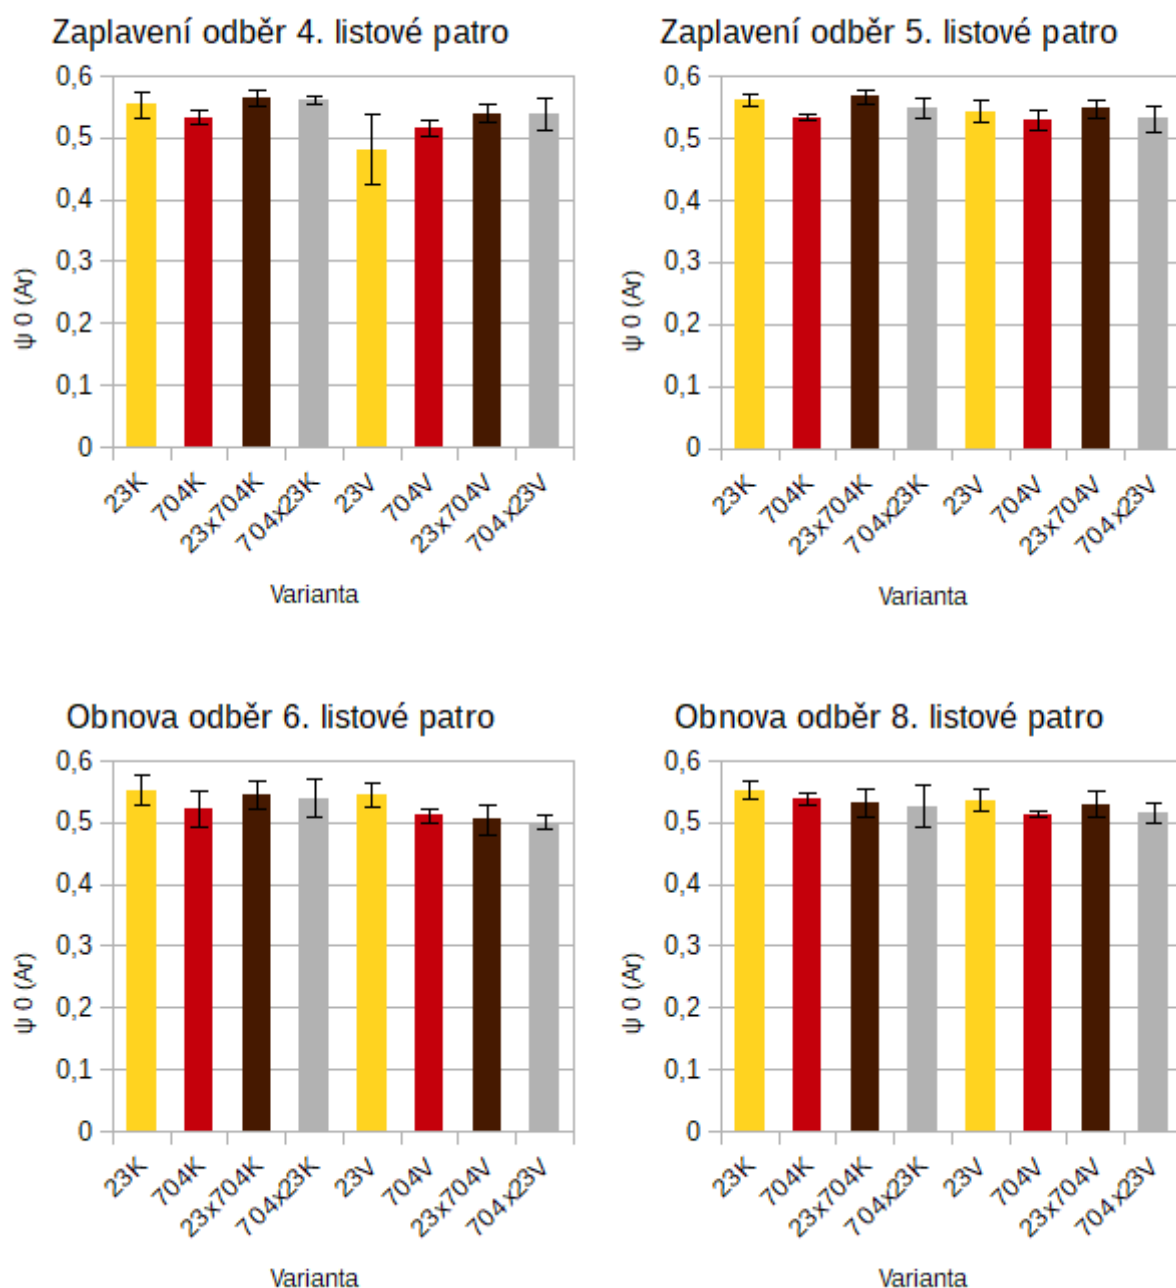 Zaplavení odběr 4. listové patro
0,6
0,5
0,4
0,3
0,2
0,1
0
ψ 0 (Ar)
23K
704K
23x704K
704x23K
23V
704V
23x704V
704x23V
Varianta
Zaplavení odběr 5. listové patro
0,6
0,5
0,4
0,3
0,2
0,1
0
ψ 0 (Ar)
23K
704K
23x704K
704x23K
23V
704V
23x704V
704x23V
Varianta
Obnova odběr 6. listové patro
0,6
0,5
0,4
0,3
0,2
0,1
0
ψ 0 (Ar)
23K
704K
23x704K
704x23K
23V
704V
23x704V
704x23V
Varianta
Obnova odběr 8. listové patro
0,6
0,5
0,4
0,3
0,2
0,1
0
ψ 0 (Ar)
23K
704K
23x704K
704x23K
23V
704V
23x704V
704x23V
Varianta